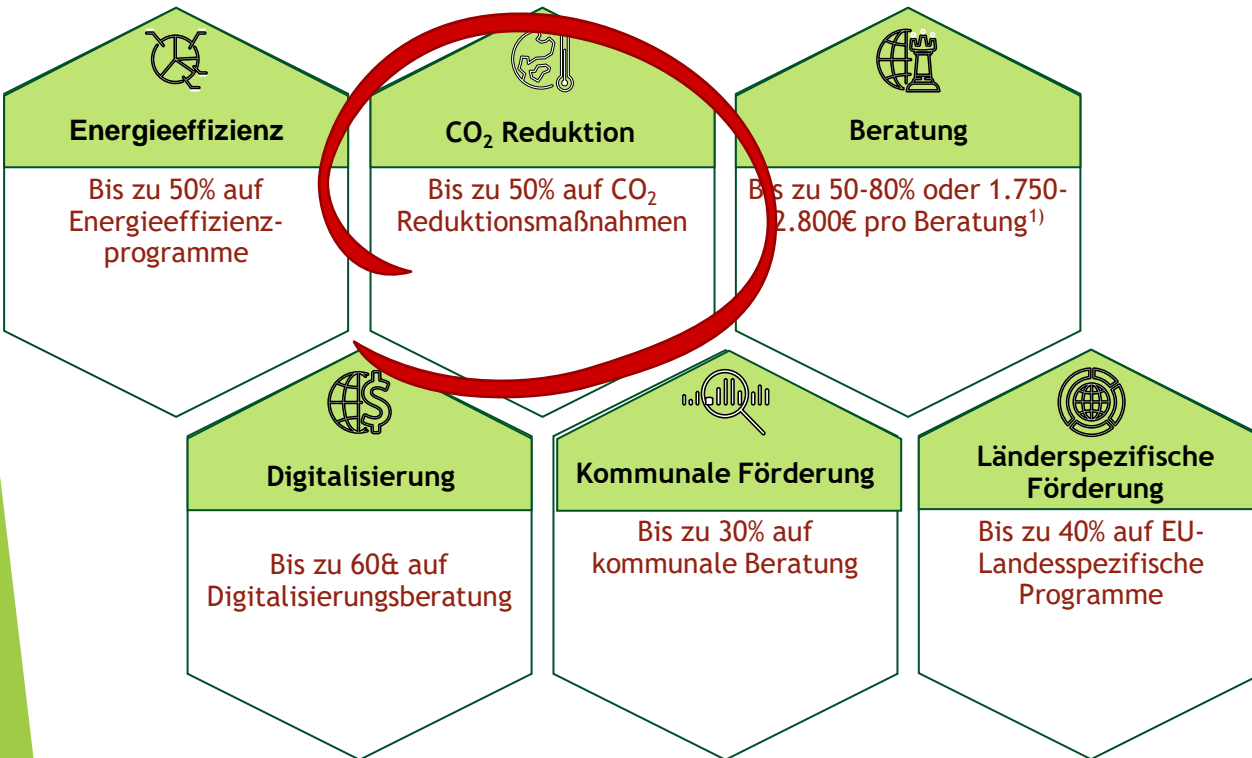 Energieeffizienz
Bis zu 50% auf
Energieeffizienz-
programme
CO₂ Reduktion
Bis zu 50% auf CO₂
Reduktionsmaßnahmen
Beratung
Bis zu 50-80% oder 1.750-
2.800€ pro Beratung¹⁾
Digitalisierung
Bis zu 60& auf
Digitalisierungsberatung
Kommunale Förderung
Bis zu 30% auf
kommunale Beratung
Länderspezifische
Förderung
Bis zu 40% auf EU-
Landesspezifische
Programme